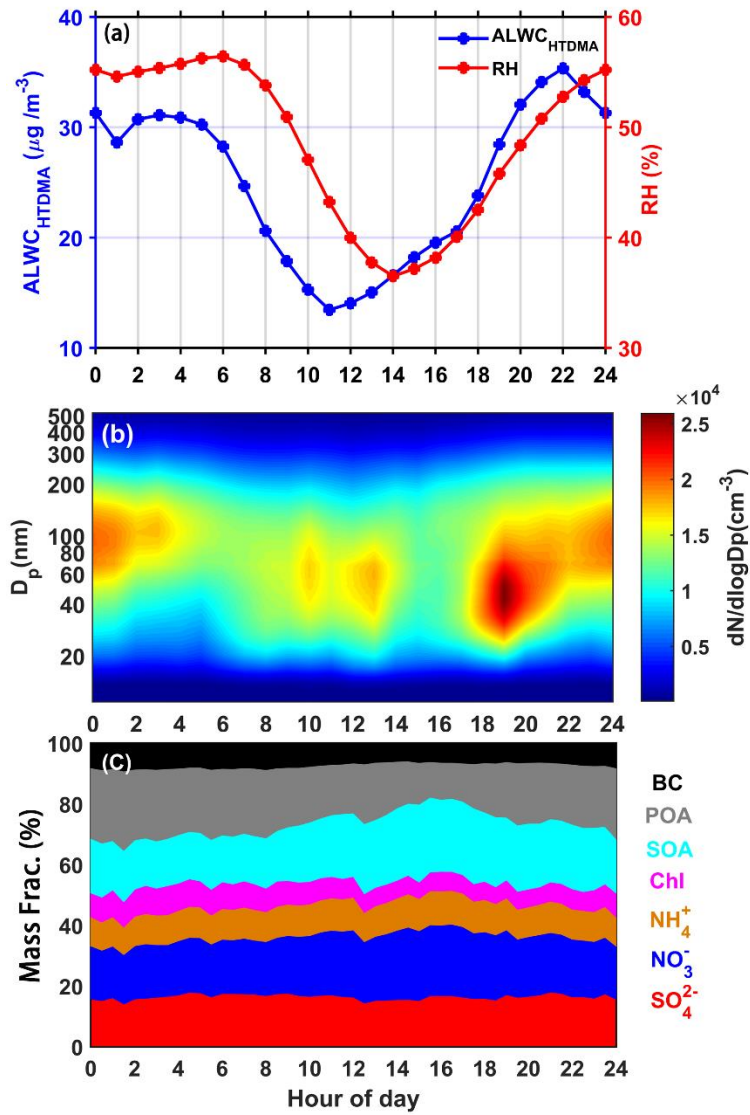 (a)
ALWC_HTDMA
RH
40
30
20
10
ALWC_HTDMA (μg /m⁻³)
60
50
40
30
RH (%)
0 2 4 6 8 10 12 14 16 18 20 22 24
(b)
500
400
300
200
100
80
60
40
20
D_p(nm)
0 2 4 6 8 10 12 14 16 18 20 22 24
×10⁴
2.5
2
1.5
1
0.5
dN/dlogDp(cm⁻³)
(C)
100
80
60
40
20
0
Mass Frac. (%)
BC
POA
SOA
Chl
NH₄⁺
NO₃⁻
SO₄²⁻
0 2 4 6 8 10 12 14 16 18 20 22 24
Hour of day